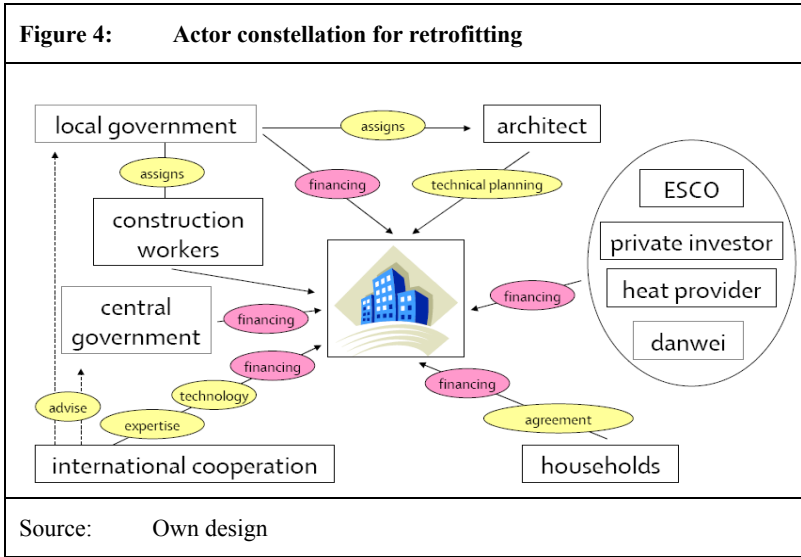 Figure 4: Actor constellation for retrofitting
local government
assigns
architect
assigns
financing
technical planning
ESCO
construction
workers
private investor
heat provider
central
government
financing
financing
danwei
financing
technology
financing
advise
expertise
agreement
international cooperation
households
Source: Own design